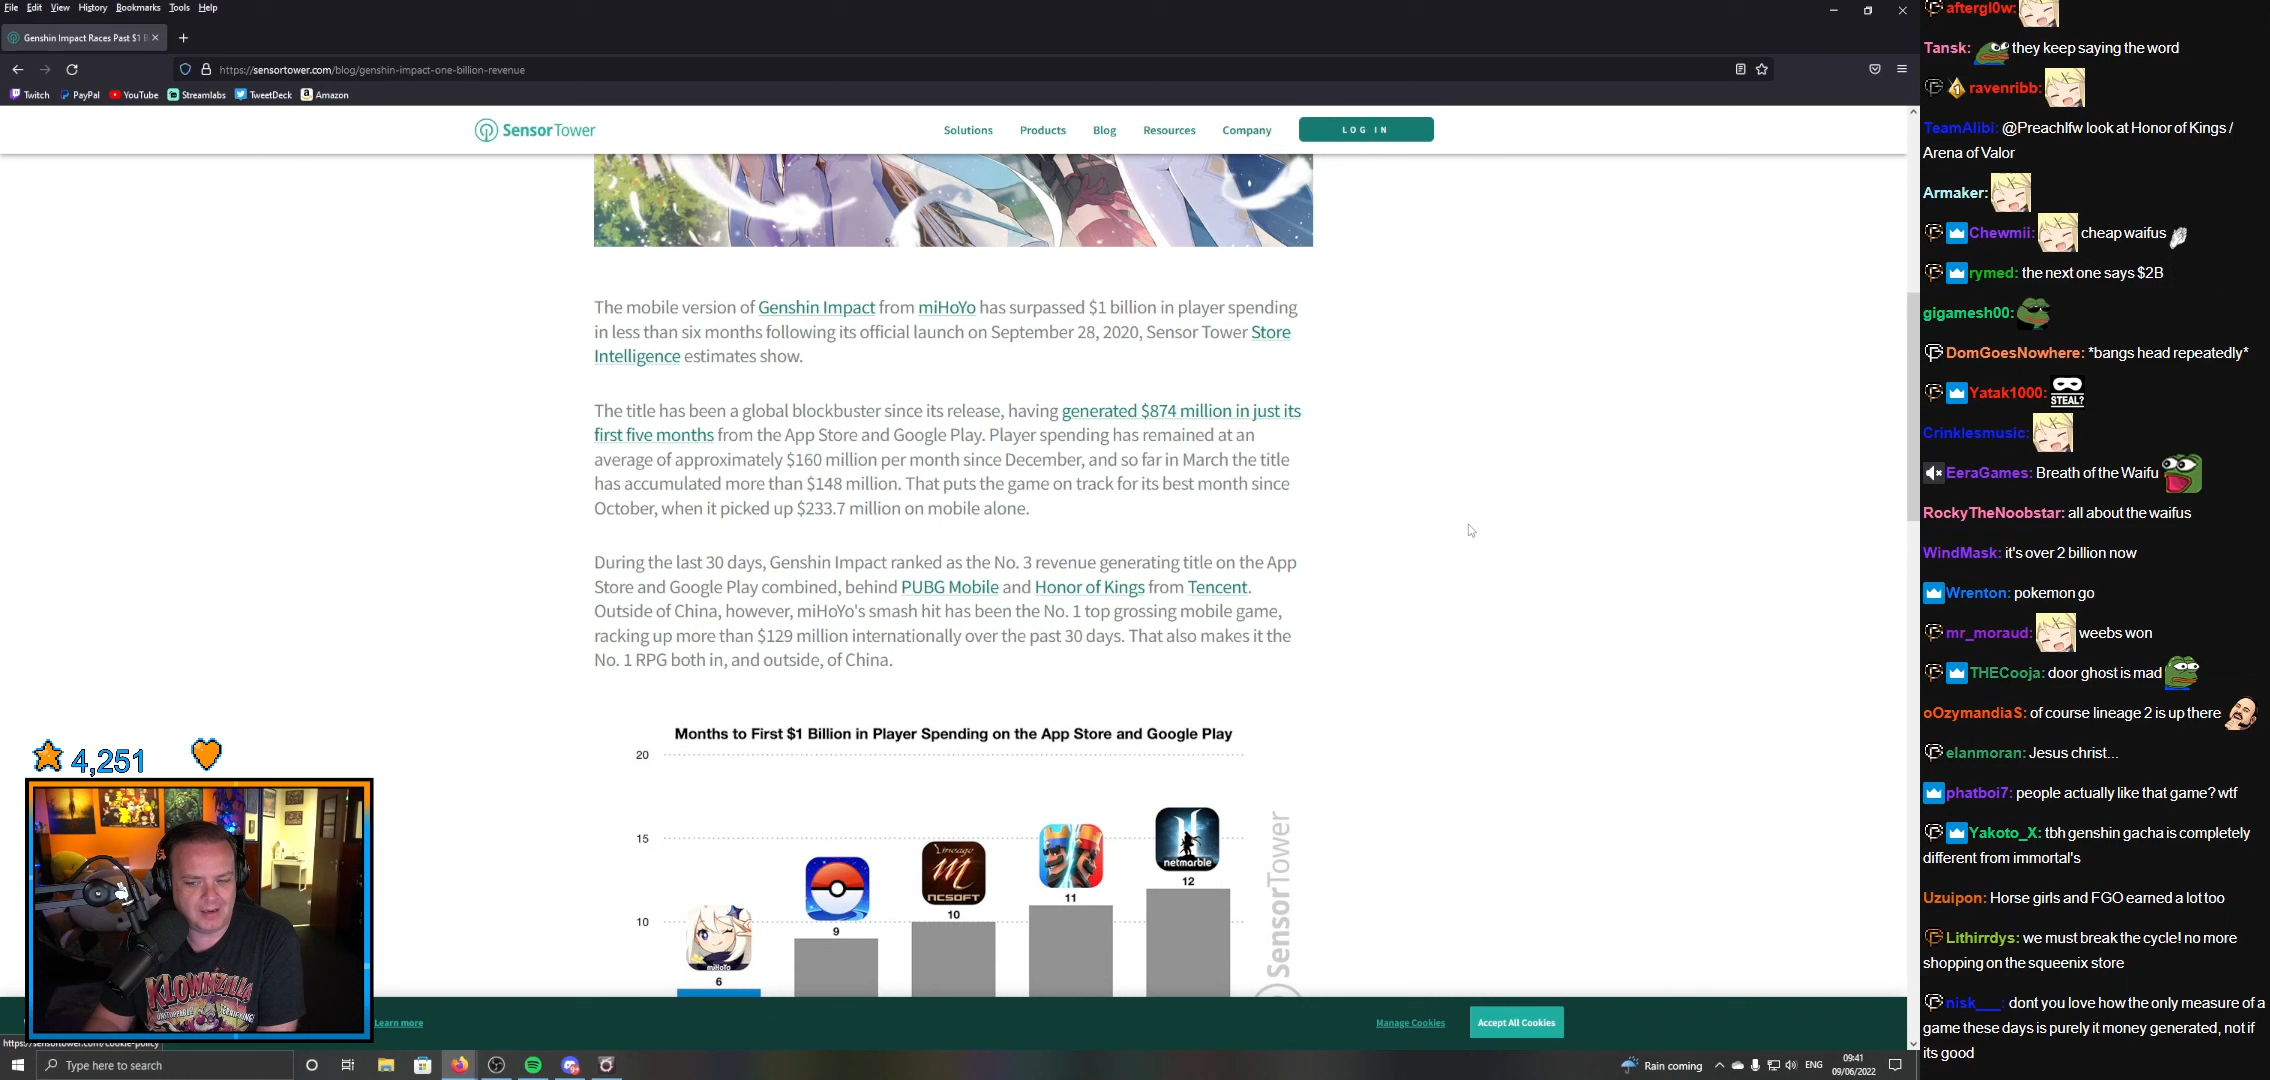 File Edit View History Bookmarks Tools Help
Genshin Impact Races Past $1 B
https://sensortower.com/blog/genshin-impact-one-billion-revenue
Twitch PayPal YouTube Streamlabs TweetDeck Amazon
SensorTower Solutions Products Blog Resources Company LOG IN
The mobile version of Genshin Impact from miHoYo has surpassed $1 billion in player spending
in less than six months following its official launch on September 28, 2020, Sensor Tower Store
Intelligence estimates show.
The title has been a global blockbuster since its release, having generated $874 million in just its
first five months from the App Store and Google Play. Player spending has remained at an
average of approximately $160 million per month since December, and so far in March the title
has accumulated more than $148 million. That puts the game on track for its best month since
October, when it picked up $233.7 million on mobile alone.
During the last 30 days, Genshin Impact ranked as the No. 3 revenue generating title on the App
Store and Google Play combined, behind PUBG Mobile and Honor of Kings from Tencent.
Outside of China, however, miHoYo's smash hit has been the No. 1 top grossing mobile game,
racking up more than $129 million internationally over the past 30 days. That also makes it the
No. 1 RPG both in, and outside, of China.
Months to First $1 Billion in Player Spending on the App Store and Google Play
20
15
10
miHoYo
6
9
Lineage
M
NCSOFT
10
11
netmarble
12
SensorTower
4,251
KLOWNZILLA
Learn more
Manage Cookies
Accept All Cookies
https://sensortower.com/cookie-policy
Type here to search
Rain coming
ENG
09:41
09/06/2022
aftergl0w:
Tansk: they keep saying the word
ravenribb:
TeamAlibi: @Preachlfw look at Honor of Kings /
Arena of Valor
Armaker:
Chewmii: cheap waifus
rymed: the next one says $2B
gigamesh00:
DomGoesNowhere: *bangs head repeatedly*
Yatak1000: STEAL?
Crinklesmusic:
EeraGames: Breath of the Waifu
RockyTheNoobstar: all about the waifus
WindMask: it's over 2 billion now
Wrenton: pokemon go
mr_moraud: weebs won
THECooja: door ghost is mad
oOzymandiaS: of course lineage 2 is up there
elanmoran: Jesus christ...
phatboi7: people actually like that game? wtf
Yakoto_X: tbh genshin gacha is completely
different from immortal's
Uzuipon: Horse girls and FGO earned a lot too
Lithirrdys: we must break the cycle! no more
shopping on the squeenix store
nisk___: dont you love how the only measure of a
game these days is purely it money generated, not if
its good